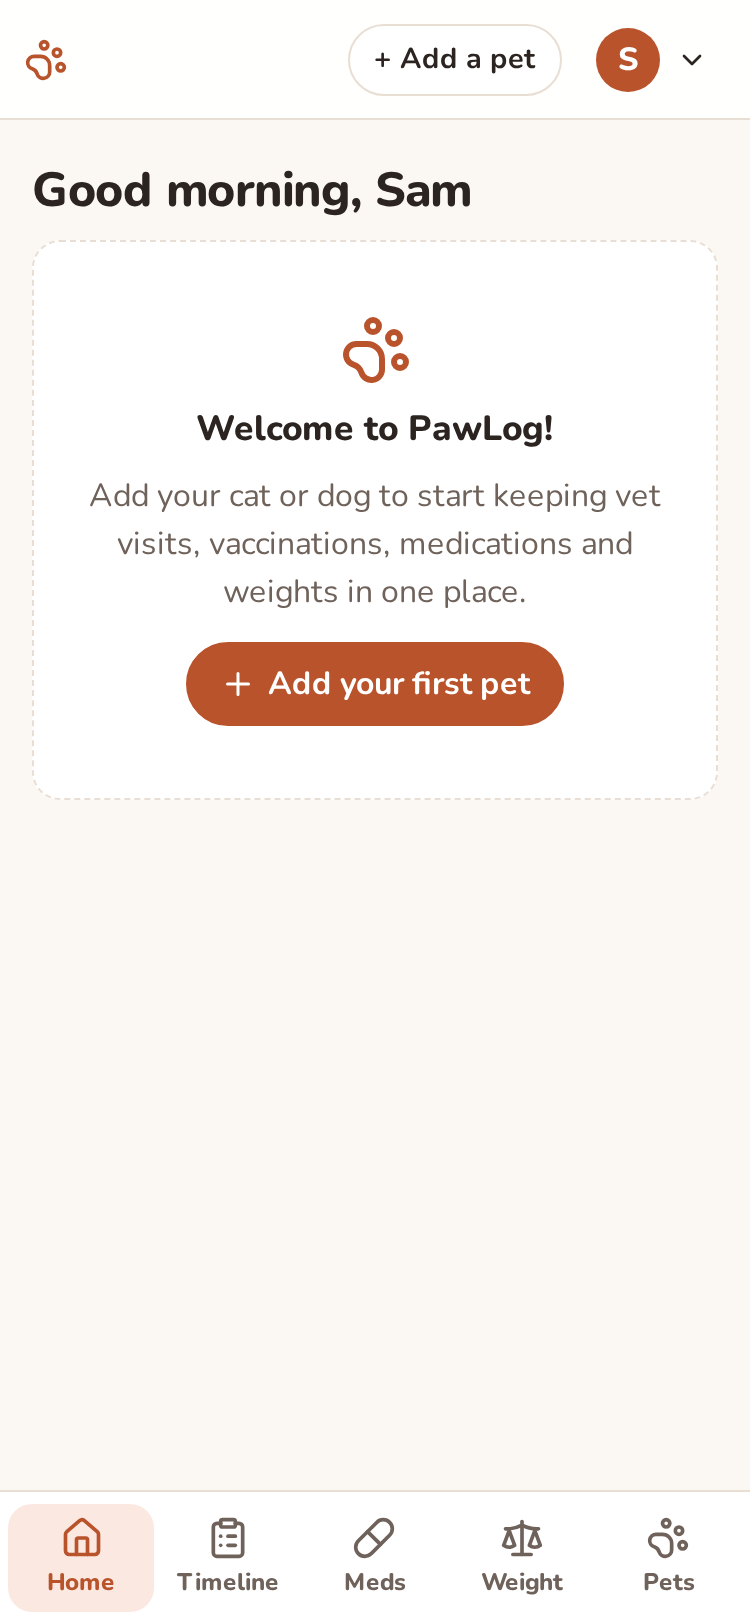 + Add a pet
S
Good morning, Sam
Welcome to PawLog!
Add your cat or dog to start keeping vet
visits, vaccinations, medications and
weights in one place.
+ Add your first pet
Home
Timeline
Meds
Weight
Pets